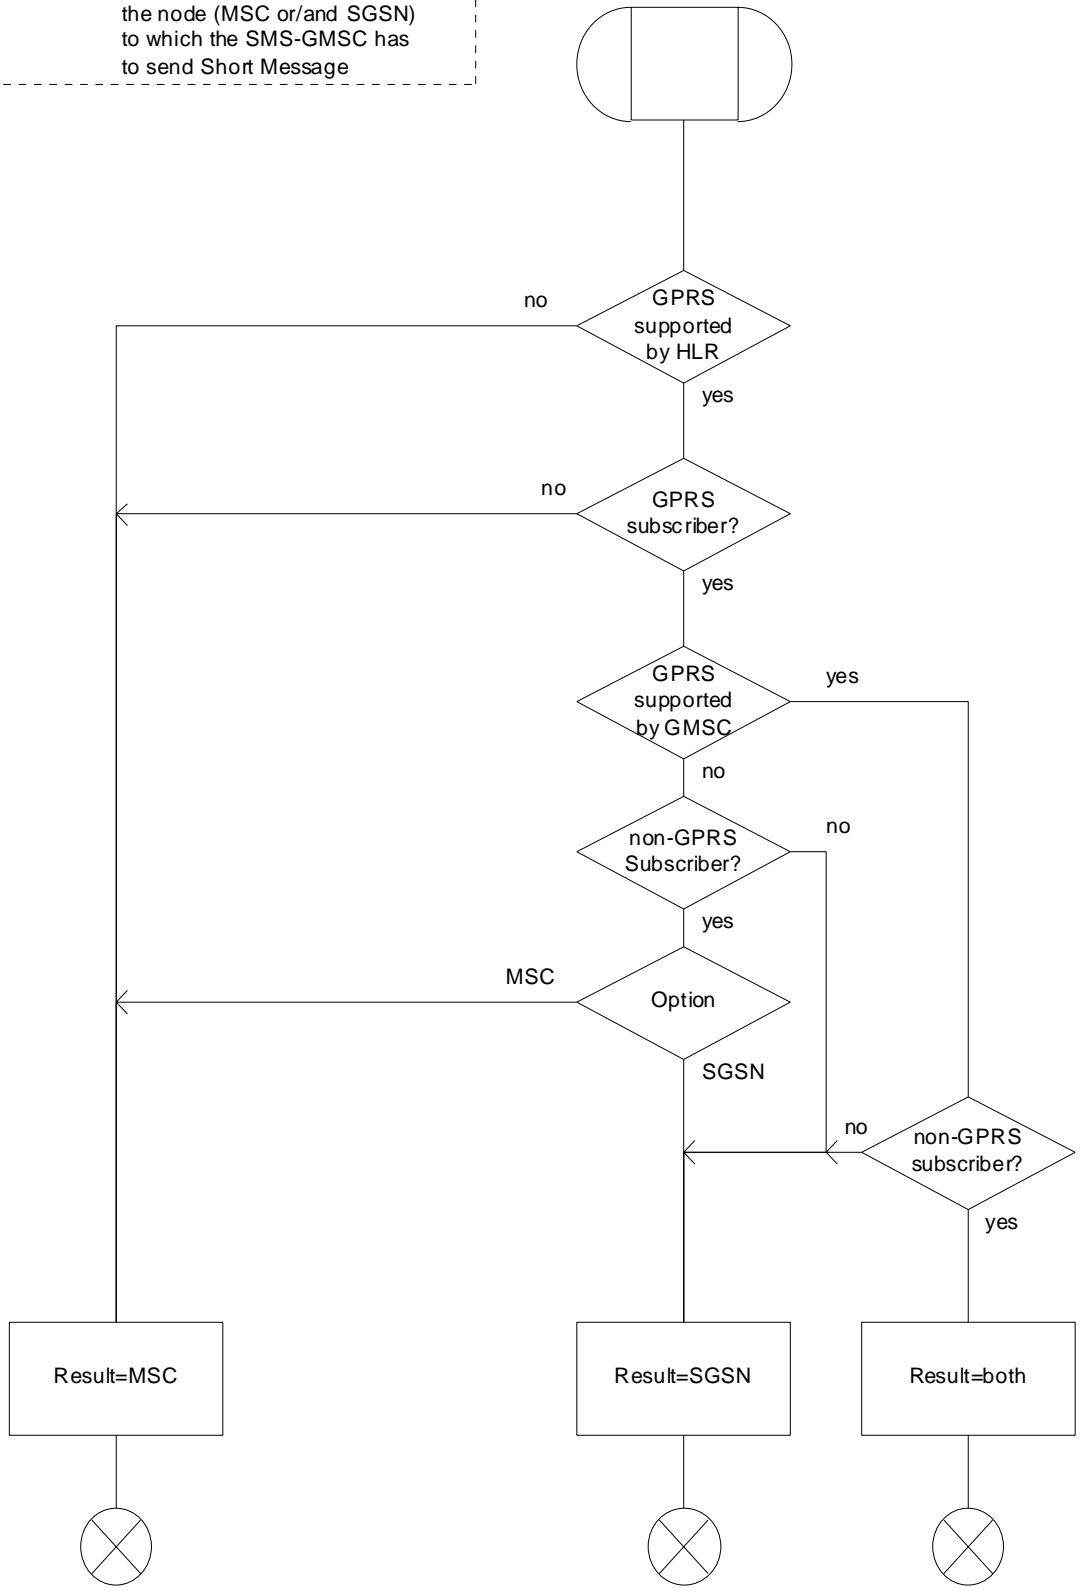 the node (MSC or/and SGSN)
to which the SMS-GMSC has
to send Short Message
no
GPRS
supported
by HLR
yes
no
GPRS
subscriber?
yes
GPRS
supported
by GMSC
yes
no
non-GPRS
Subscriber?
no
yes
MSC
Option
SGSN
no
non-GPRS
subscriber?
yes
Result=MSC
Result=SGSN
Result=both